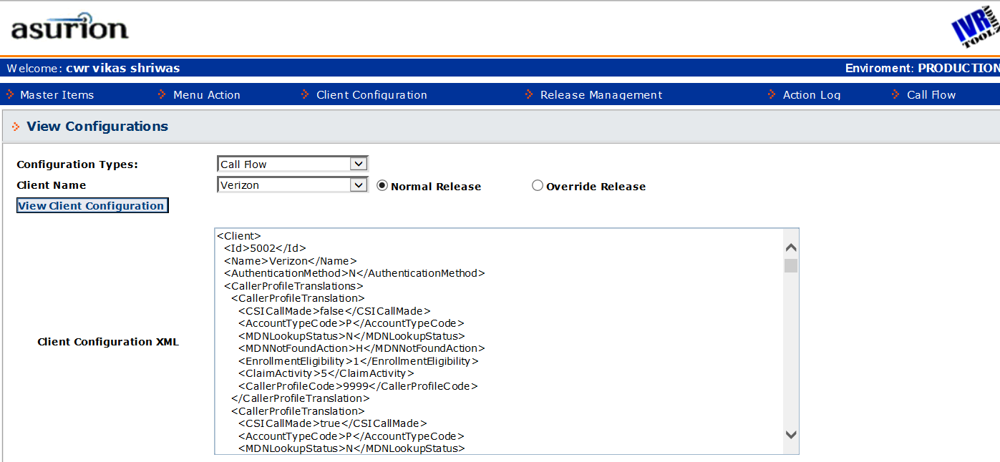 asurion
IVR ADMIN TOOLS
Welcome: cwr vikas shriwas
Enviroment: PRODUCTION
Master Items
Menu Action
Client Configuration
Release Management
Action Log
Call Flow
View Configurations
Configuration Types:
Call Flow
Client Name
Verizon
Normal Release
Override Release
View Client Configuration
Client Configuration XML
<Client>
<Id>5002</Id>
<Name>Verizon</Name>
<AuthenticationMethod>N</AuthenticationMethod>
<CallerProfileTranslations>
<CallerProfileTranslation>
<CSICallMade>false</CSICallMade>
<AccountTypeCode>P</AccountTypeCode>
<MDNLookupStatus>N</MDNLookupStatus>
<MDNNotFoundAction>H</MDNNotFoundAction>
<EnrollmentEligibility>1</EnrollmentEligibility>
<ClaimActivity>5</ClaimActivity>
<CallerProfileCode>9999</CallerProfileCode>
</CallerProfileTranslation>
<CallerProfileTranslation>
<CSICallMade>true</CSICallMade>
<AccountTypeCode>P</AccountTypeCode>
<MDNLookupStatus>N</MDNLookupStatus>